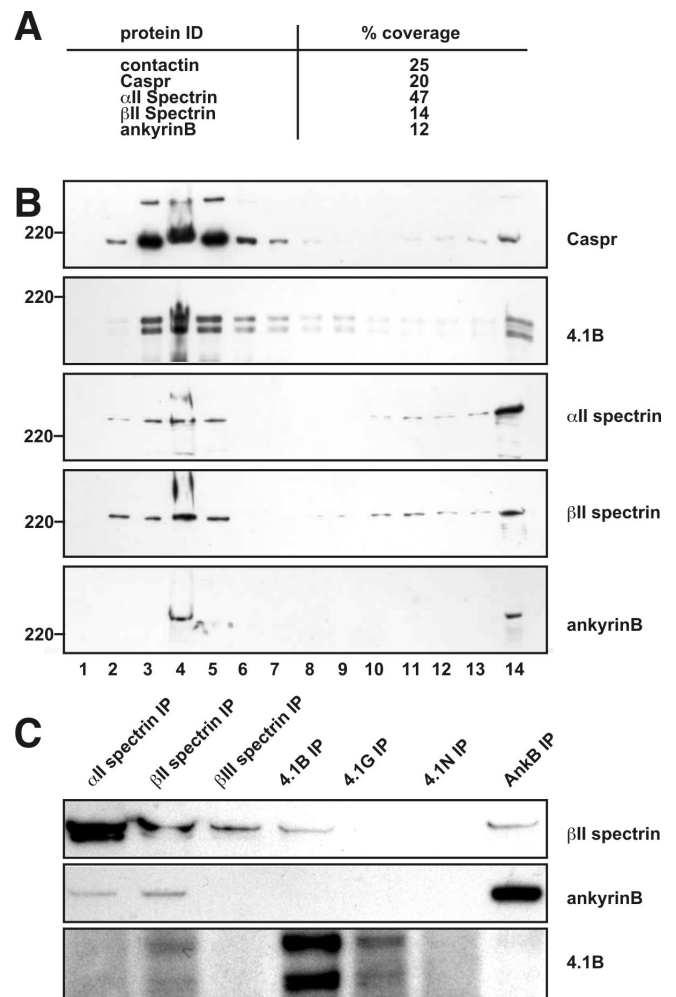 A
protein ID % coverage
contactin 25
Caspr 20
αII Spectrin 47
βII Spectrin 14
ankyrinB 12
B
220 Caspr
220 4.1B
220 αII spectrin
220 βII spectrin
220 ankyrinB
1 2 3 4 5 6 7 8 9 10 11 12 13 14
C
αII spectrin IP βII spectrin IP βIII spectrin IP 4.1B IP 4.1G IP 4.1N IP AnkB IP
βII spectrin
ankyrinB
4.1B